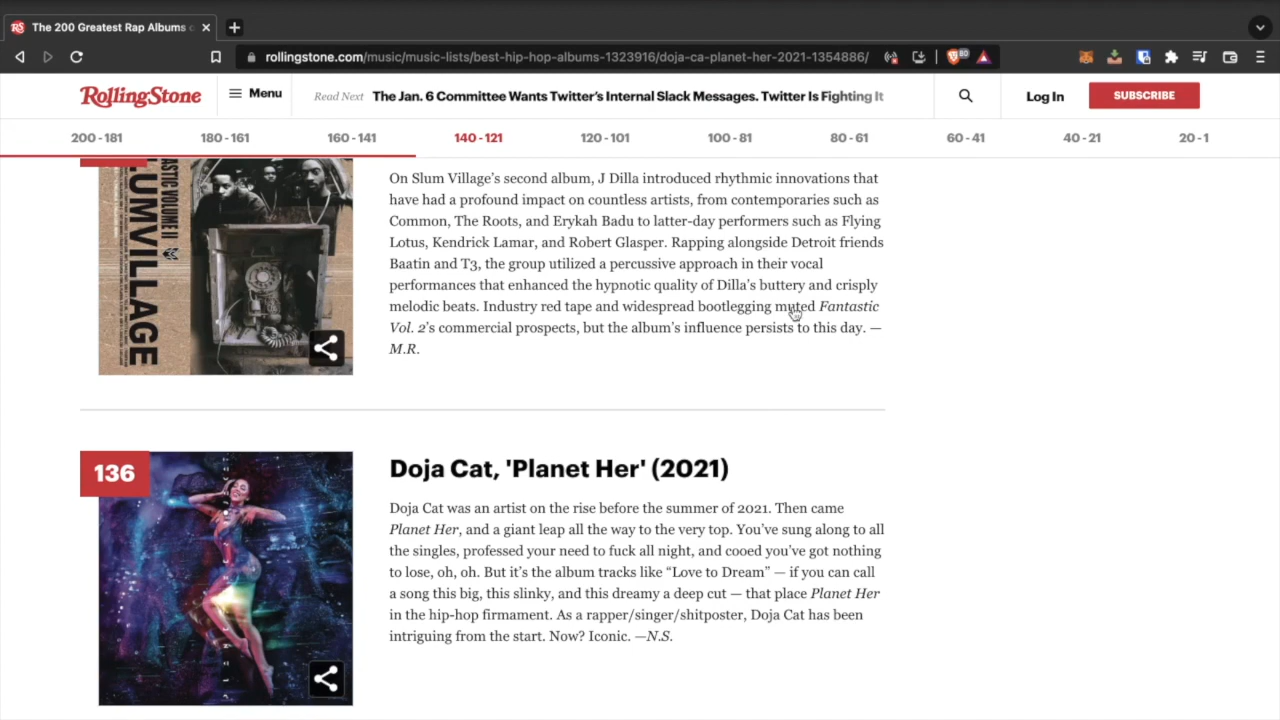 The 200 Greatest Rap Albums o
rollingstone.com/music/music-lists/best-hip-hop-albums-1323916/doja-ca-planet-her-2021-1354886/
80
RollingStone
Menu
Read Next The Jan. 6 Committee Wants Twitter's Internal Slack Messages. Twitter Is Fighting It
Log In
SUBSCRIBE
200 - 181 180 - 161 160 - 141 140 - 121 120 - 101 100 - 81 80 - 61 60 - 41 40 - 21 20 - 1
ASTIC VOLUME II
LUMVILLAGE
On Slum Village's second album, J Dilla introduced rhythmic innovations that
have had a profound impact on countless artists, from contemporaries such as
Common, The Roots, and Erykah Badu to latter-day performers such as Flying
Lotus, Kendrick Lamar, and Robert Glasper. Rapping alongside Detroit friends
Baatin and T3, the group utilized a percussive approach in their vocal
performances that enhanced the hypnotic quality of Dilla's buttery and crisply
melodic beats. Industry red tape and widespread bootlegging muted Fantastic
Vol. 2's commercial prospects, but the album's influence persists to this day. —
M.R.
136
Doja Cat, 'Planet Her' (2021)
Doja Cat was an artist on the rise before the summer of 2021. Then came
Planet Her, and a giant leap all the way to the very top. You've sung along to all
the singles, professed your need to fuck all night, and cooed you've got nothing
to lose, oh, oh. But it's the album tracks like “Love to Dream” — if you can call
a song this big, this slinky, and this dreamy a deep cut — that place Planet Her
in the hip-hop firmament. As a rapper/singer/shitposter, Doja Cat has been
intriguing from the start. Now? Iconic. —N.S.